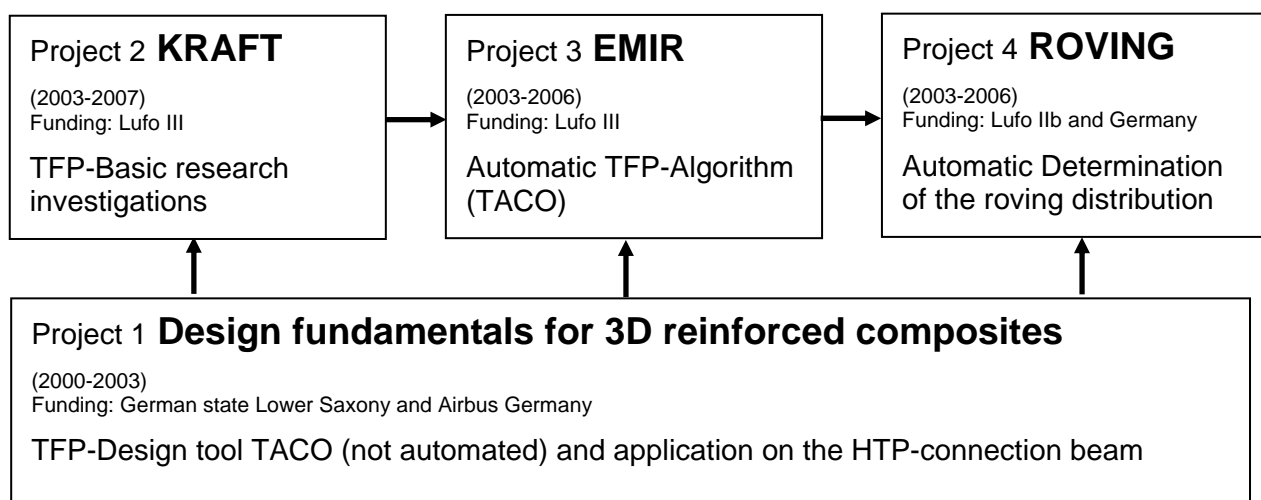 Project 2 KRAFT
(2003-2007)
Funding: Lufo III
TFP-Basic research
investigations
Project 3 EMIR
(2003-2006)
Funding: Lufo III
Automatic TFP-Algorithm
(TACO)
Project 4 ROVING
(2003-2006)
Funding: Lufo IIb and Germany
Automatic Determination
of the roving distribution
Project 1 Design fundamentals for 3D reinforced composites
(2000-2003)
Funding: German state Lower Saxony and Airbus Germany
TFP-Design tool TACO (not automated) and application on the HTP-connection beam